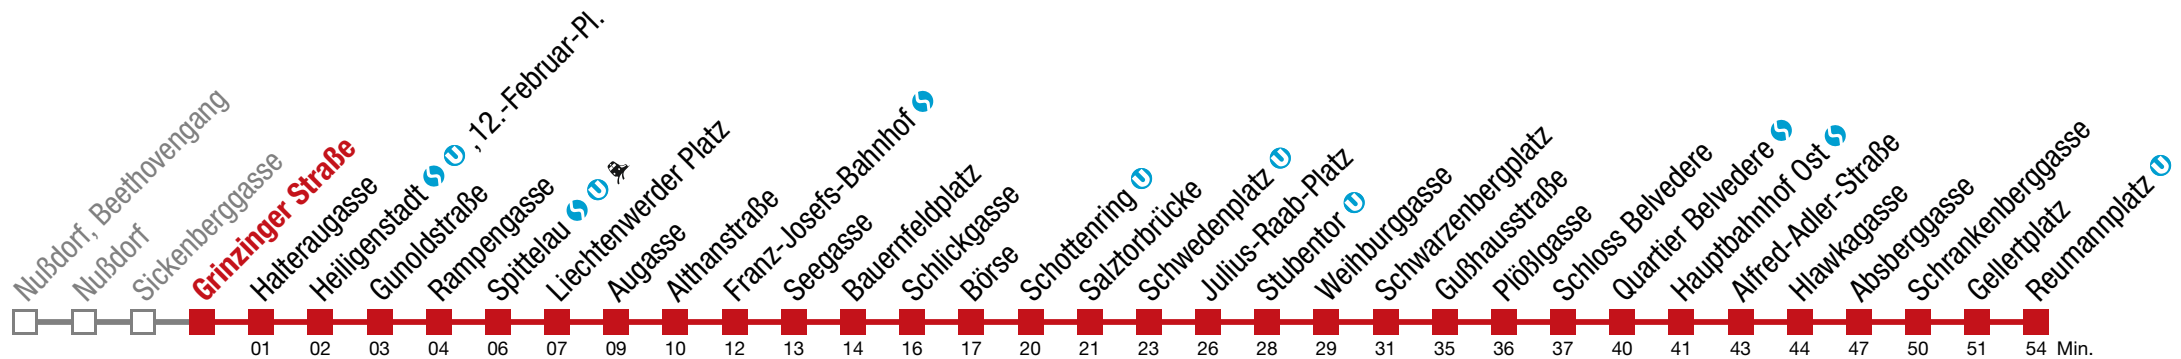 Nußdorf, Beethovengang
Nußdorf
Sickenberggasse
Grinzinger Straße
Halteraugasse
Heiligenstadt S U , 12.-Februar-Pl.
Gunoldstraße
Rampengasse
Spittelau S U
Liechtenwerder Platz
Augasse
Althanstraße
Franz-Josefs-Bahnhof S
Seegasse
Bauernfeldplatz
Schlickgasse
Börse
Schottenring U
Salztorbrücke
Schwedenplatz U
Julius-Raab-Platz
Stubentor U
Weihburggasse
Schwarzenbergplatz
Gußhausstraße
Plößlgasse
Schloss Belvedere
Quartier Belvedere S
Hauptbahnhof Ost S
Alfred-Adler-Straße
Hlawkagasse
Absberggasse
Schrankenberggasse
Gellertplatz
Reumannplatz U
01 02 03 04 06 07 09 10 12 13 14 16 17 20 21 23 26 28 29 31 35 36 37 40 41 43 44 47 50 51 54 Min.